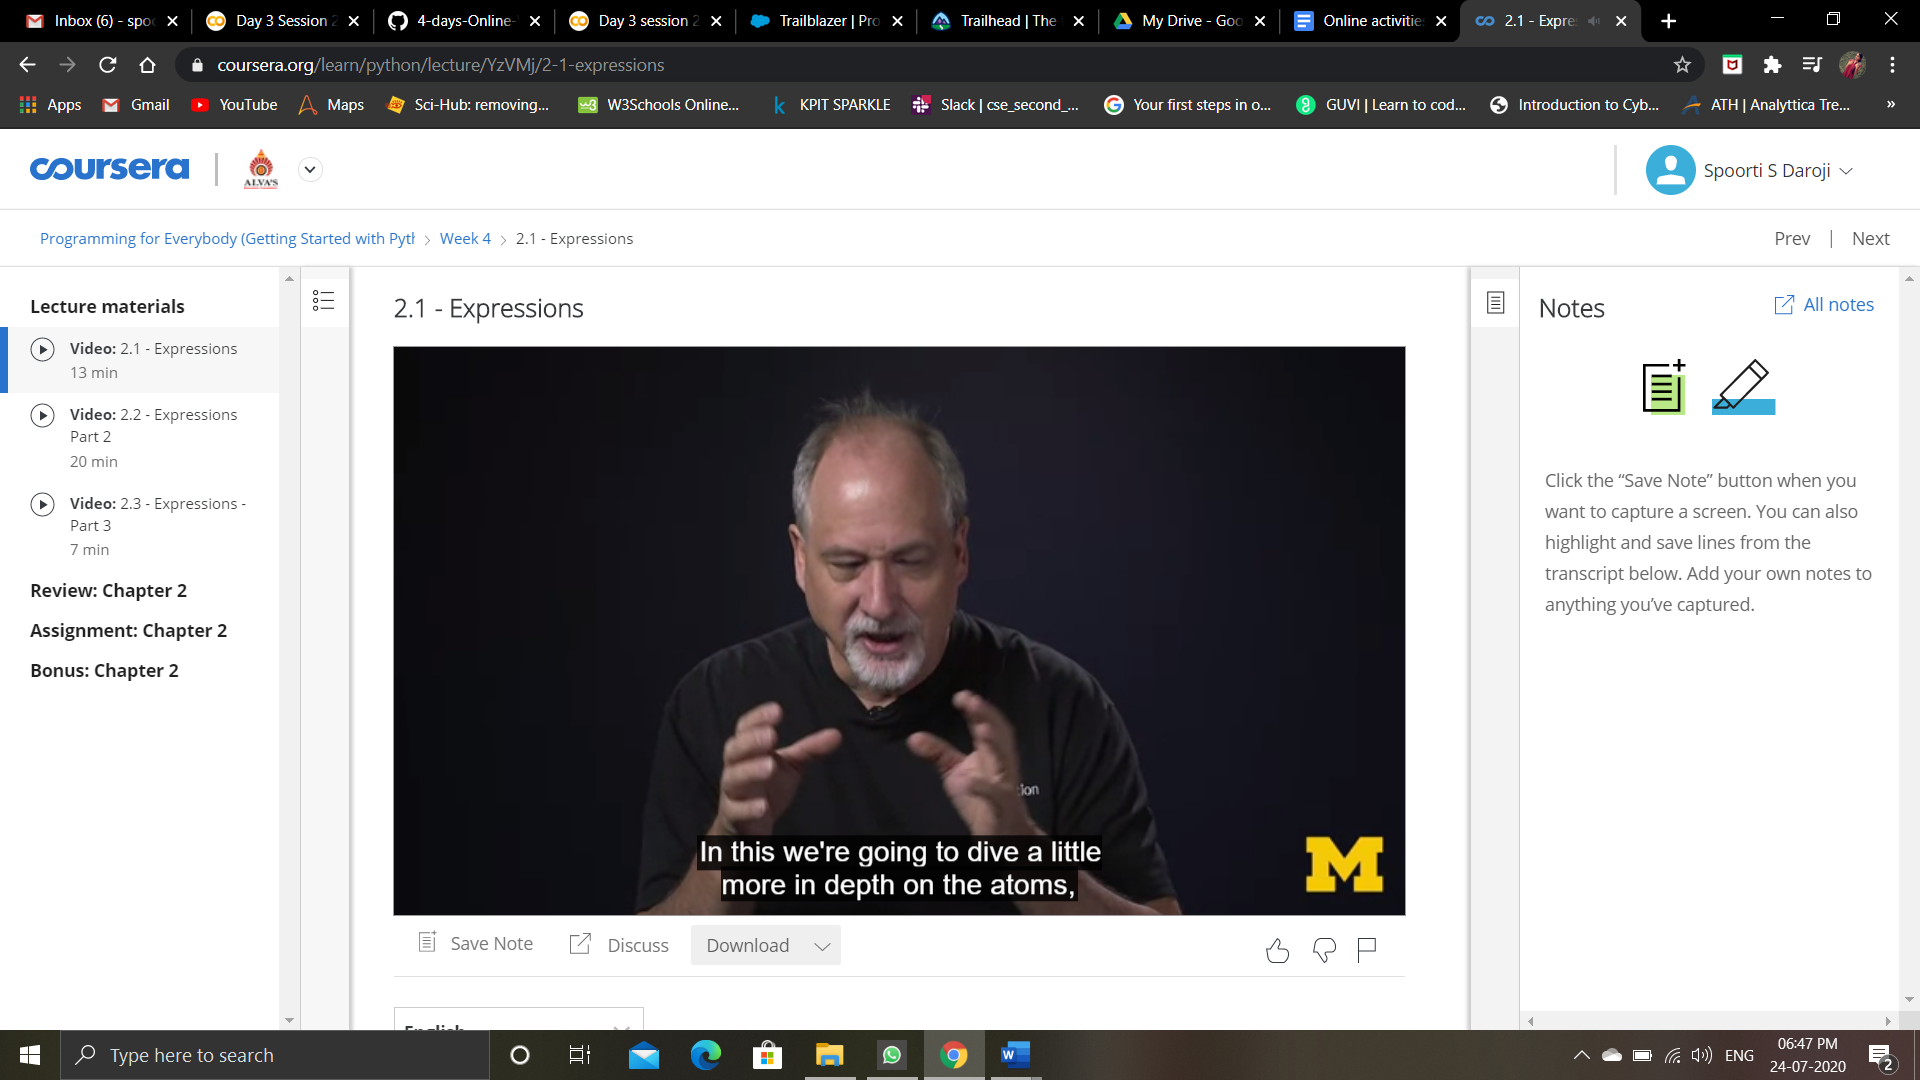 Inbox (6) - spoo
Day 3 Session 2
4-days-Online-
Day 3 session 2
Trailblazer | Pro
Trailhead | The
My Drive - Goo
Online activitie
2.1 - Expre
coursera.org/learn/python/lecture/YzVMj/2-1-expressions
Apps
Gmail
YouTube
Maps
Sci-Hub: removing...
W3Schools Online...
KPIT SPARKLE
Slack | cse_second_...
Your first steps in o...
GUVI | Learn to cod...
Introduction to Cyb...
ATH | Analyttica Tre...
»
coursera
ALVA'S
Spoorti S Daroji
Programming for Everybody (Getting Started with Pyth > Week 4 > 2.1 - Expressions
Prev | Next
Lecture materials
Video: 2.1 - Expressions
13 min
Video: 2.2 - Expressions
Part 2
20 min
Video: 2.3 - Expressions -
Part 3
7 min
Review: Chapter 2
Assignment: Chapter 2
Bonus: Chapter 2
2.1 - Expressions
In this we're going to dive a little
more in depth on the atoms,
M
Save Note
Discuss
Download
English
Notes
All notes
Click the “Save Note” button when you
want to capture a screen. You can also
highlight and save lines from the
transcript below. Add your own notes to
anything you’ve captured.
Type here to search
ENG
06:47 PM
24-07-2020
2